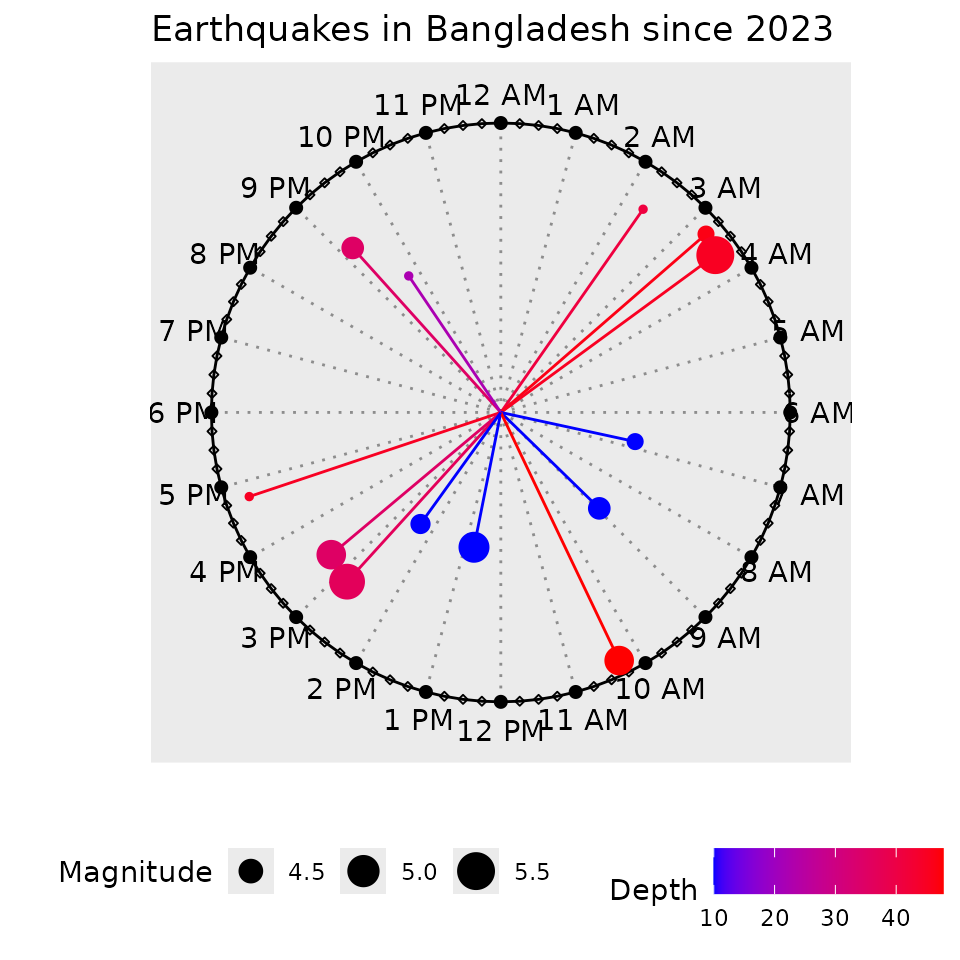 Earthquakes in Bangladesh since 2023
12 AM
11 PM
1 AM
10 PM
2 AM
9 PM
3 AM
8 PM
4 AM
7 PM
5 AM
6 PM
6 AM
5 PM
AM
4 PM
8 AM
3 PM
9 AM
2 PM
10 AM
1 PM
11 AM
12 PM
Magnitude 4.5 5.0 5.5
Depth
10 20 30 40